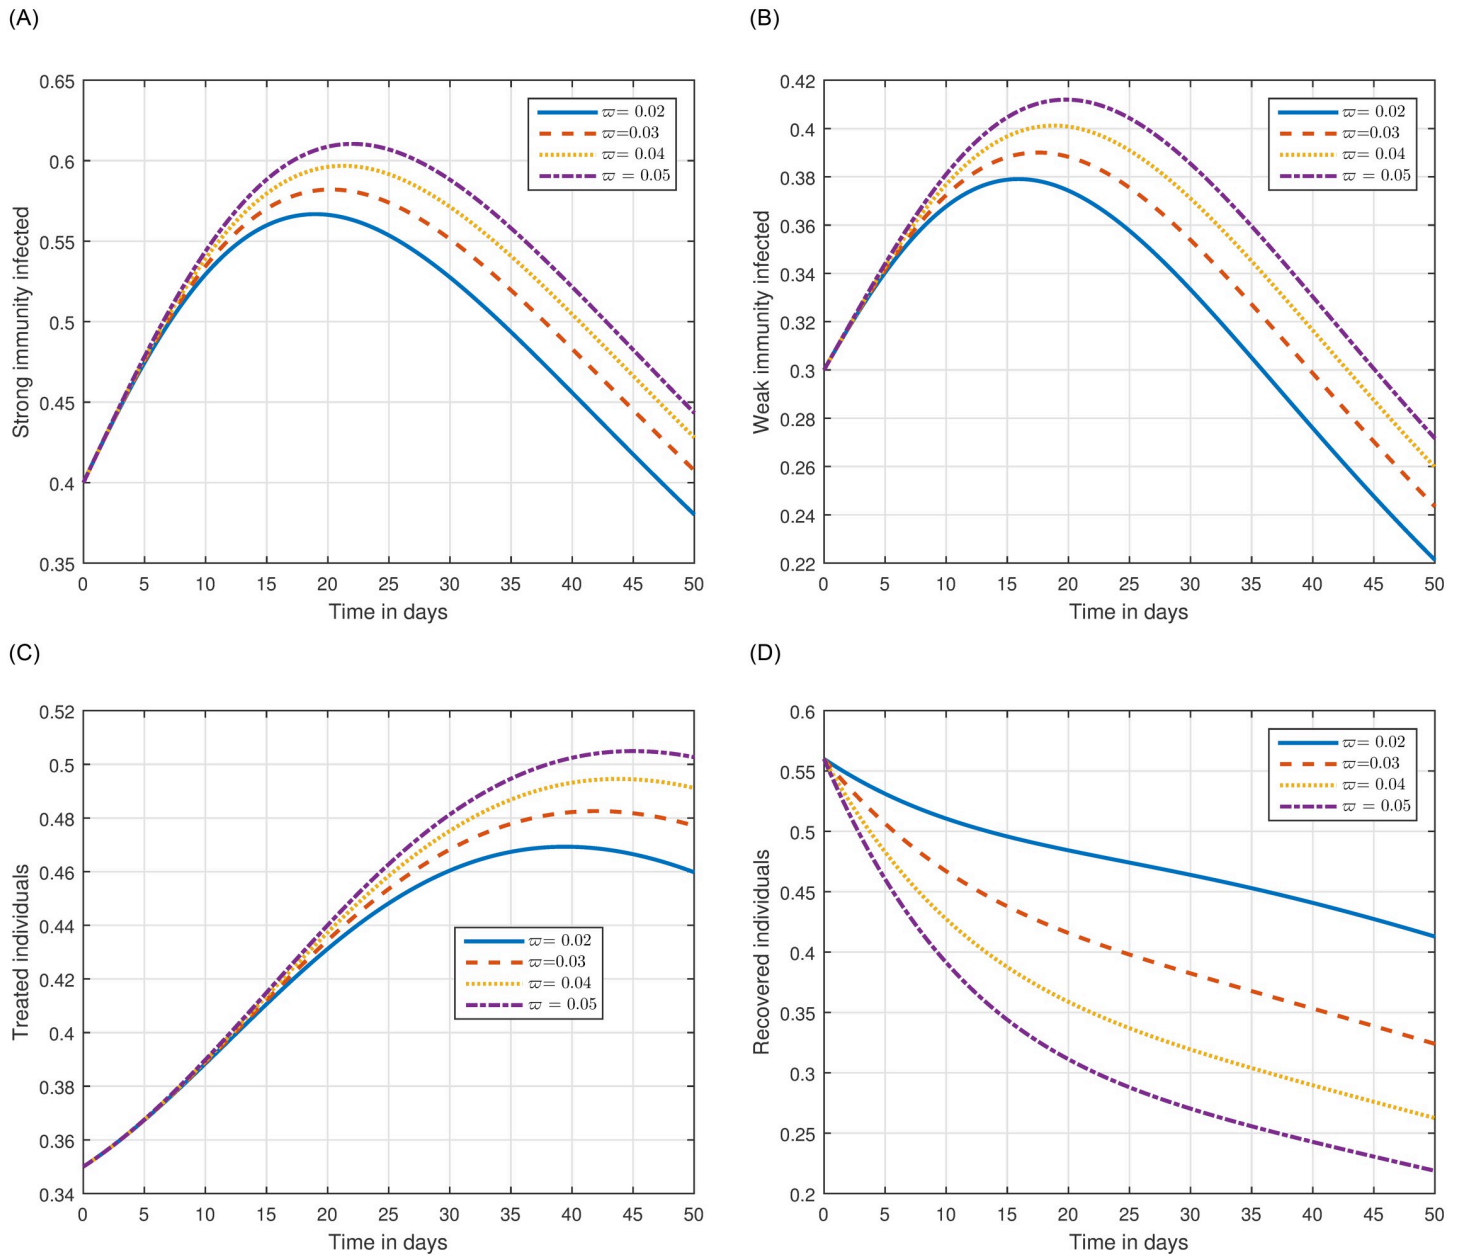 (A)
0.65
0.6
0.55
0.5
0.45
0.4
0.35
Strong immunity infected
ϖ= 0.02
ϖ=0.03
ϖ= 0.04
ϖ = 0.05
0 5 10 15 20 25 30 35 40 45 50
Time in days
(B)
0.42
0.4
0.38
0.36
0.34
0.32
0.3
0.28
0.26
0.24
0.22
Weak immunity infected
ϖ= 0.02
ϖ=0.03
ϖ= 0.04
ϖ = 0.05
0 5 10 15 20 25 30 35 40 45 50
Time in days
(C)
0.52
0.5
0.48
0.46
0.44
0.42
0.4
0.38
0.36
0.34
Treated individuals
ϖ= 0.02
ϖ=0.03
ϖ= 0.04
ϖ = 0.05
0 5 10 15 20 25 30 35 40 45 50
Time in days
(D)
0.6
0.55
0.5
0.45
0.4
0.35
0.3
0.25
0.2
Recovered individuals
ϖ= 0.02
ϖ=0.03
ϖ= 0.04
ϖ = 0.05
0 5 10 15 20 25 30 35 40 45 50
Time in days